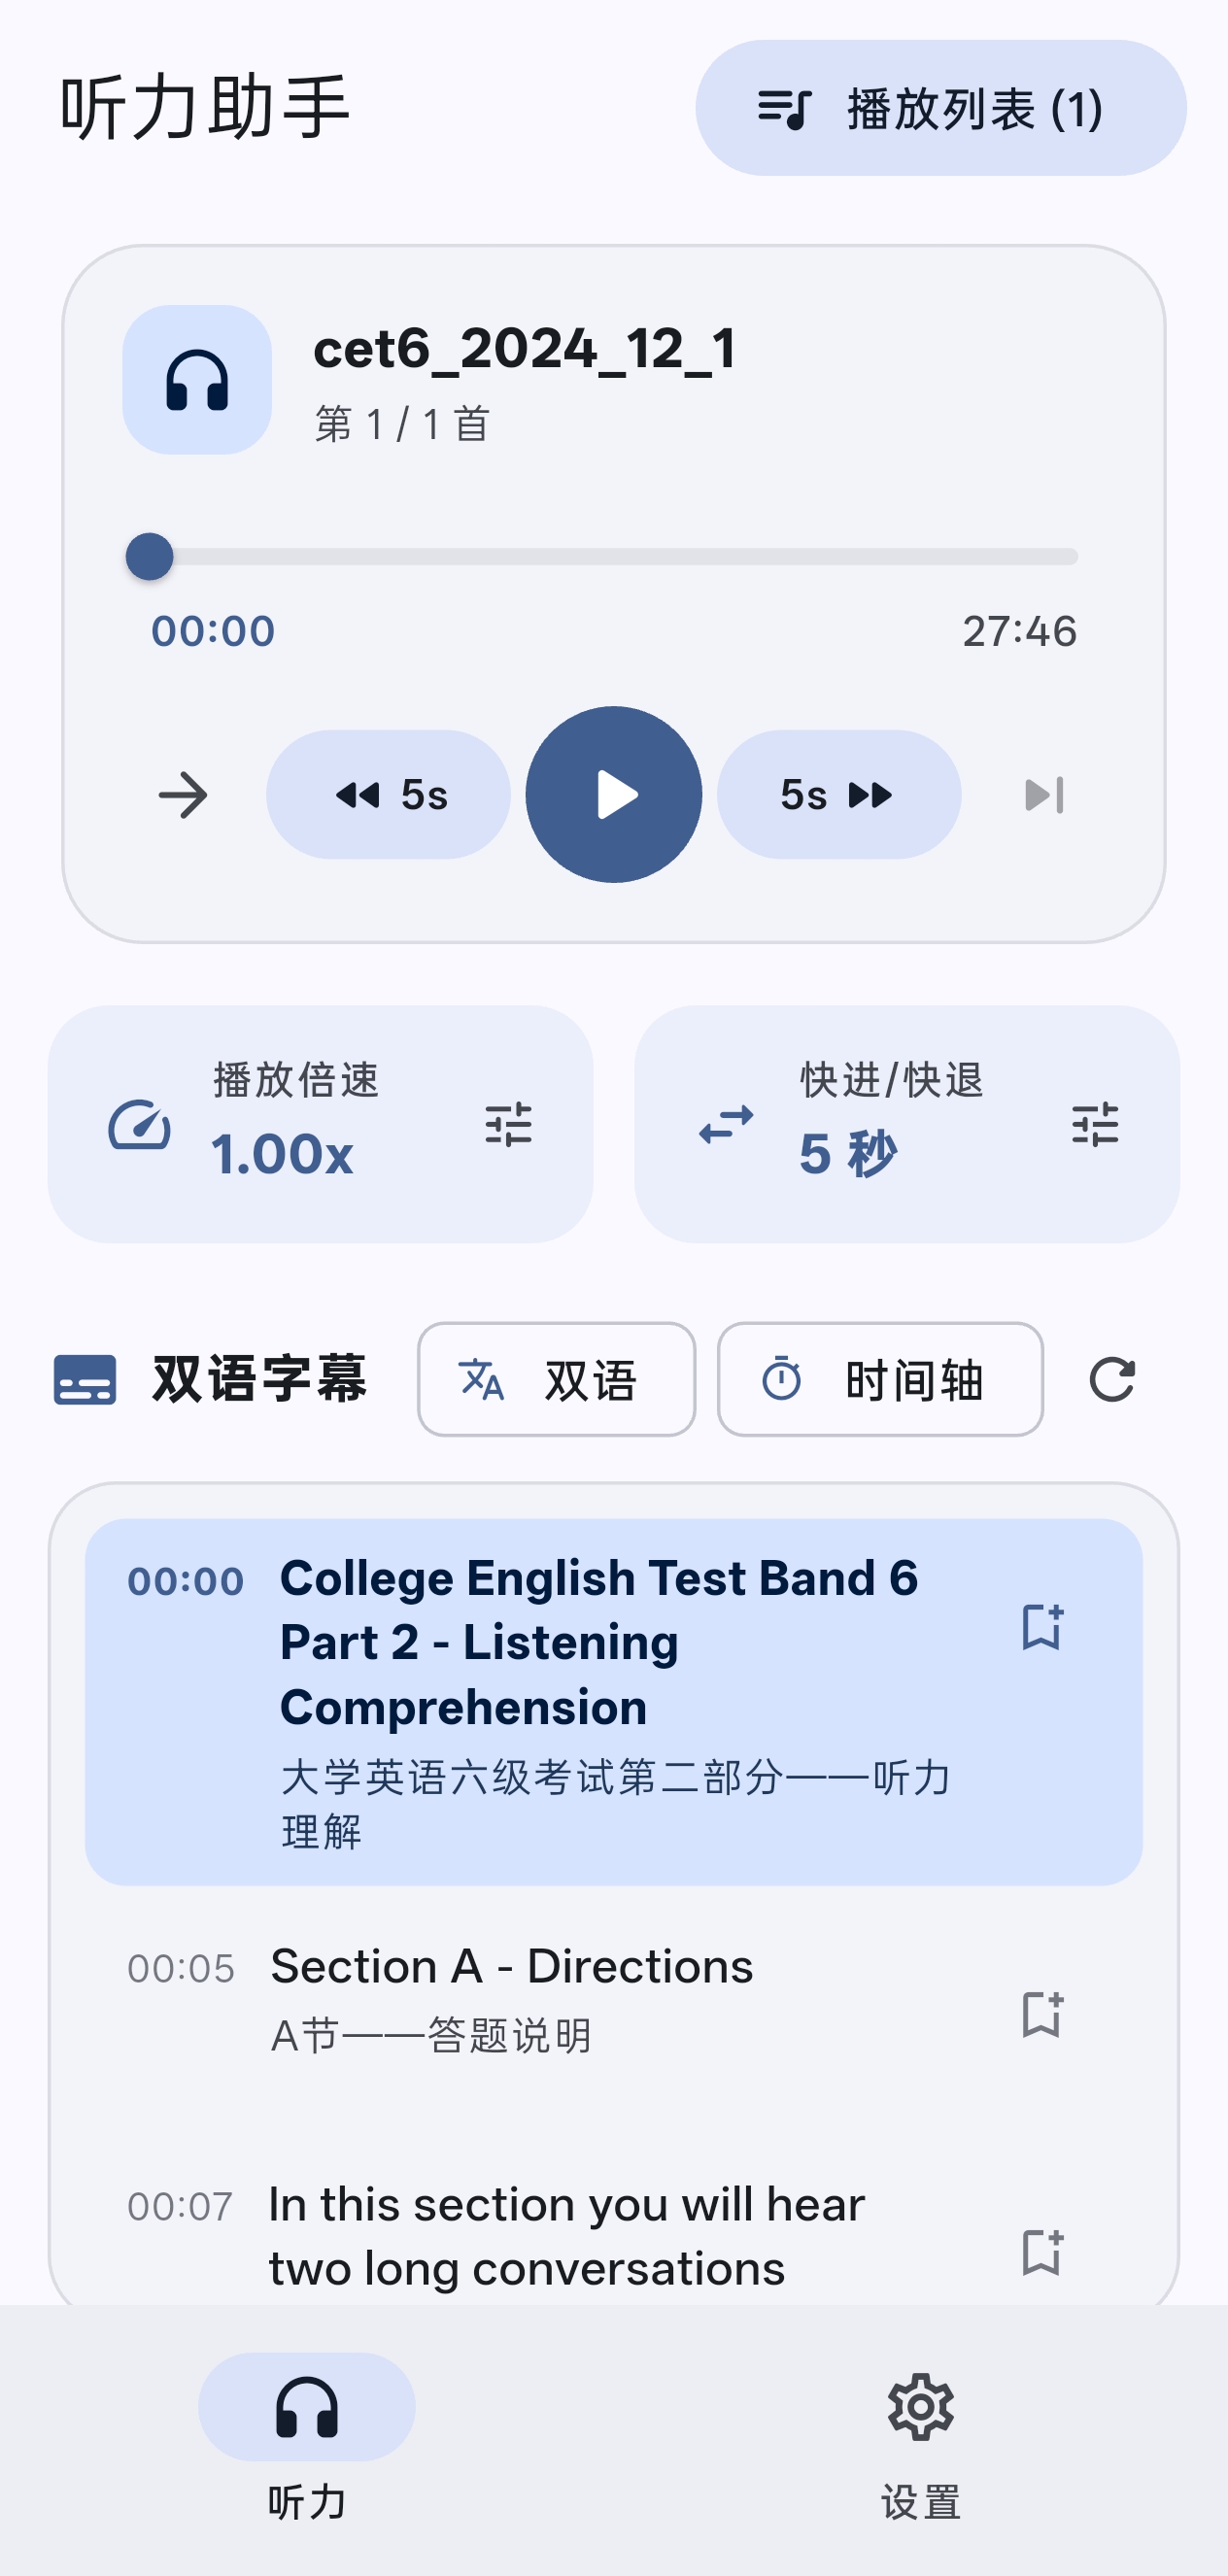 听力助手
播放列表 (1)
cet6_2024_12_1
第 1 / 1 首
00:00
27:46
5s
5s
播放倍速
1.00x
快进/快退
5 秒
双语字幕
双语
时间轴
00:00
College English Test Band 6
Part 2 - Listening
Comprehension
大学英语六级考试第二部分——听力
理解
00:05
Section A - Directions
A节——答题说明
00:07
In this section you will hear
two long conversations
听力
设置